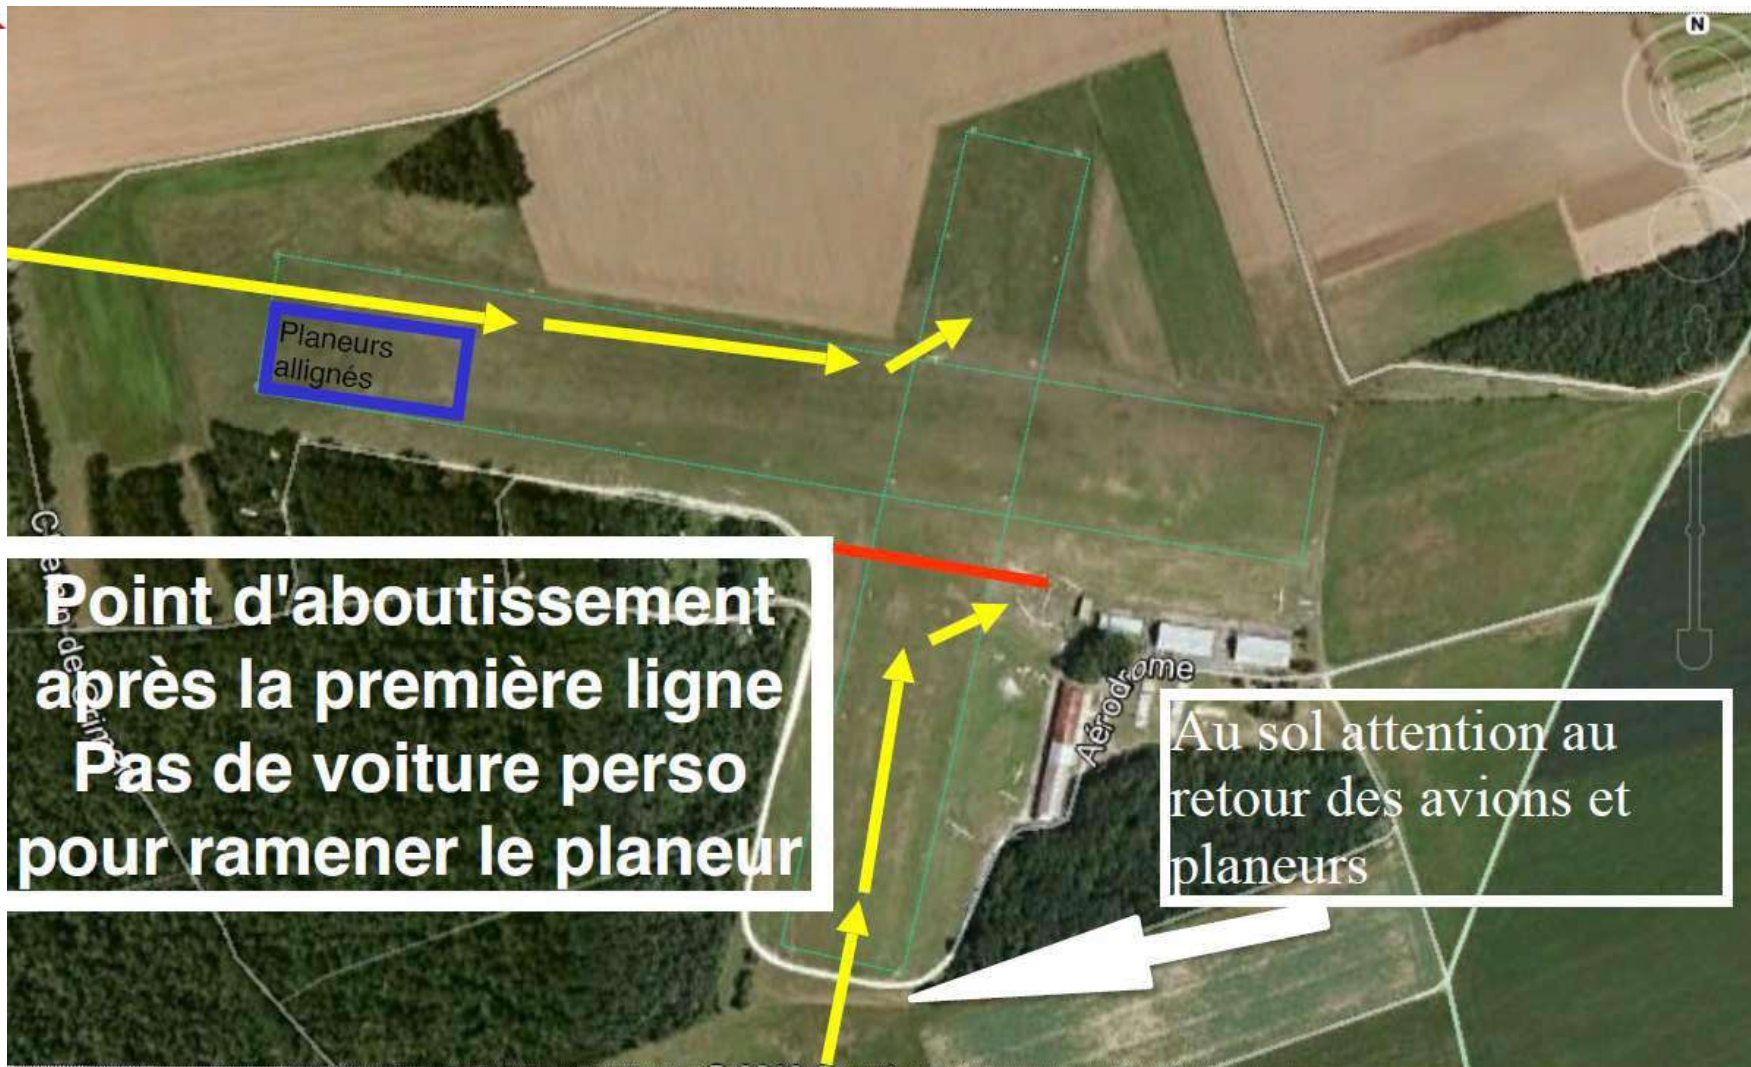 N
Planeurs
allignés
Point d'aboutissement
après la première ligne
Pas de voiture perso
pour ramener le planeur
Aérodrome
Au sol attention au
retour des avions et
planeurs